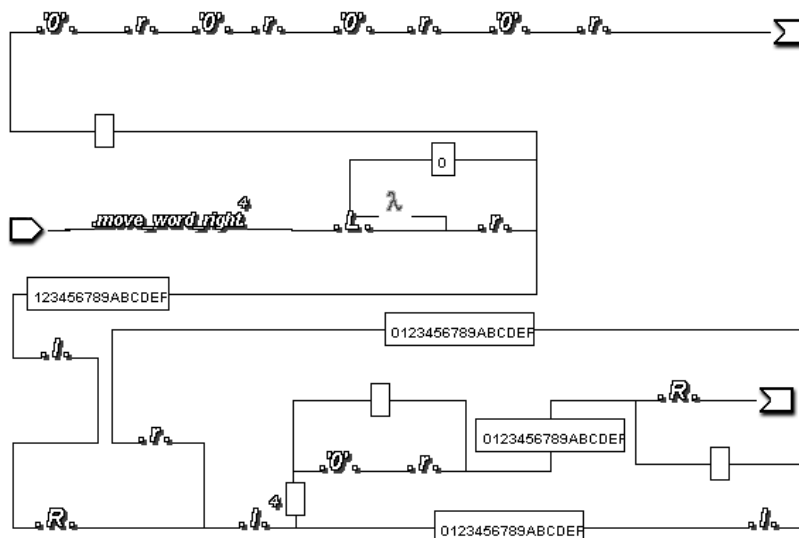 .'0'. .r. .'0'. .r. .'0'. .r. .'0'. .r.
0
λ
4
.move_word_right. .L. .r.
123456789ABCDEF
0123456789ABCDEF
.l.
.R.
.r. 0123456789ABCDEF
.'0'. .r.
4
.R. .l. 0123456789ABCDEF .l.